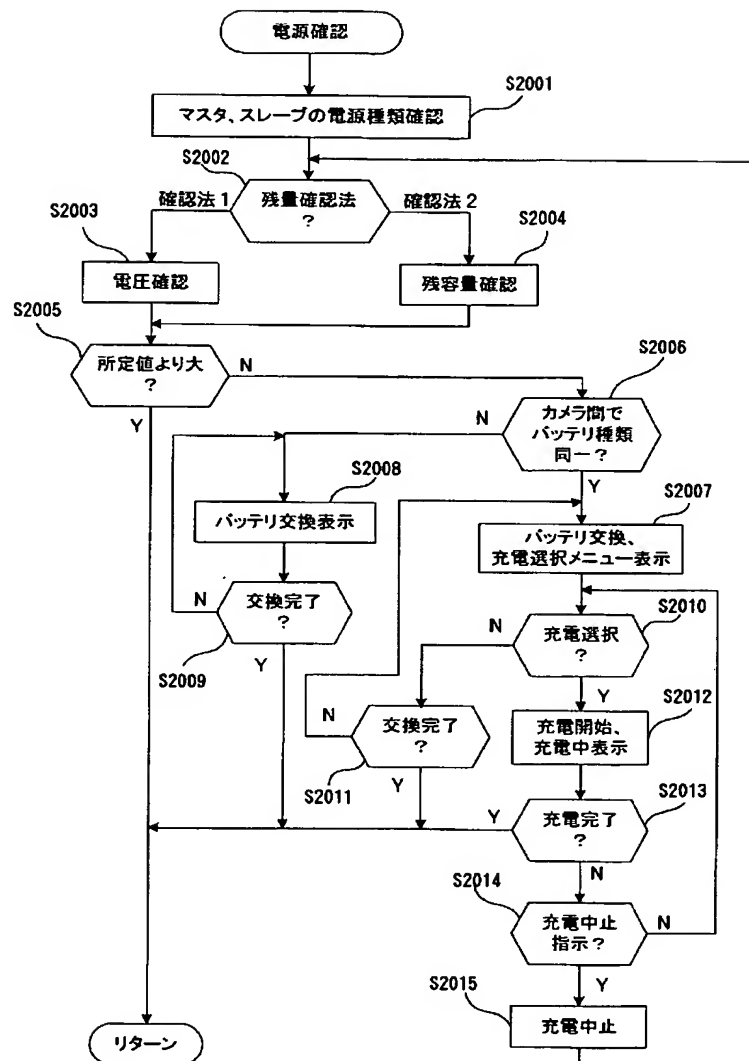 電源確認
S2001
マスタ、スレーブの電源種類確認
S2002
残量確認法
?
確認法1
確認法2
S2003
電圧確認
S2004
残容量確認
S2005
所定値より大
?
N
Y
S2006
カメラ間で
バッテリ種類
同一?
N
Y
S2008
バッテリ交換表示
S2007
バッテリ交換、
充電選択メニュー表示
交換完了
?
N
Y
S2009
S2010
充電選択
?
N
Y
交換完了
?
N
Y
S2011
S2012
充電開始、
充電中表示
S2013
充電完了
?
Y
N
S2014
充電中止
指示?
N
Y
S2015
充電中止
リターン